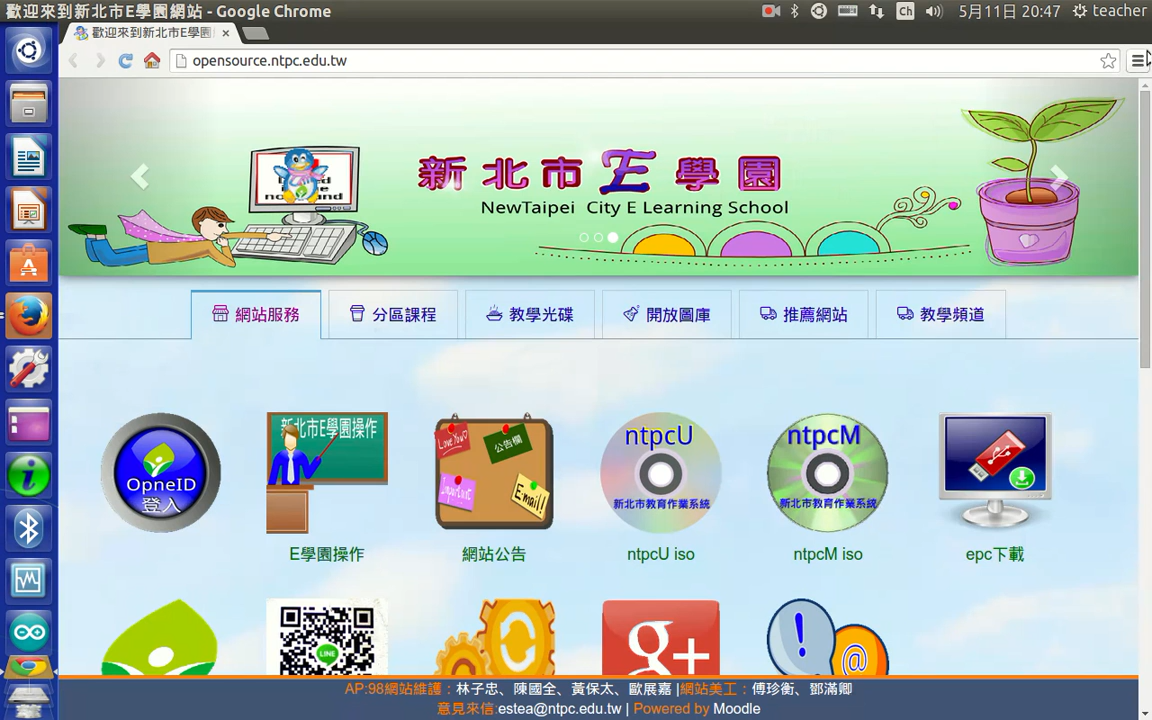 歡迎來到新北市E學園網站 - Google Chrome
Ch
5月11日 20:47
teacher
歡迎來到新北市E學園
opensource.ntpc.edu.tw
新北市E學園
NewTaipei City E Learning School
網站服務
分區課程
教學光碟
開放圖庫
推薦網站
教學頻道
OpneID
登入
新北市E學園操作
Love You
公告欄
Important
E-mail!
ntpcU
新北市教育作業系統
ntpcM
新北市教育作業系統
E學園操作
網站公告
ntpcU iso
ntpcM iso
epc下載
LINE
g+
!
@
AP:98網站維護：林子忠、陳國全、黃保太、歐展嘉 |網站美工：傅珍衡、鄧滿卿
意見來信:estea@ntpc.edu.tw | Powered by Moodle